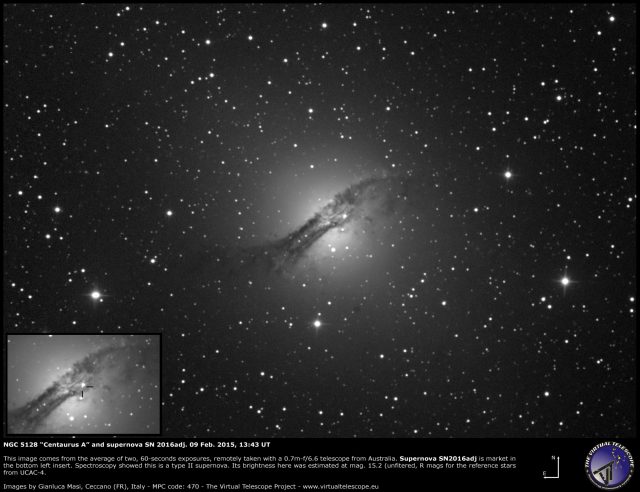 NGC 5128 "Centaurus A" and supernova SN 2016adj. 09 Feb. 2015, 13:43 UT
This image comes from the average of two, 60-seconds exposures, remotely taken with a 0.7m-f/6.6 telescope from Australia. Supernova SN2016adj is market in
the bottom left insert. Spectroscopy showed this is a type II supernova. Its brightness here was estimated at mag. 15.2 (unfitered, R mags for the reference stars
from UCAC-4.
Images by Gianluca Masi, Ceccano (FR), Italy - MPC code: 470 - The Virtual Telescope Project - www.virtualtelescope.eu
N
E
THE VIRTUAL TELESCOPE
VT